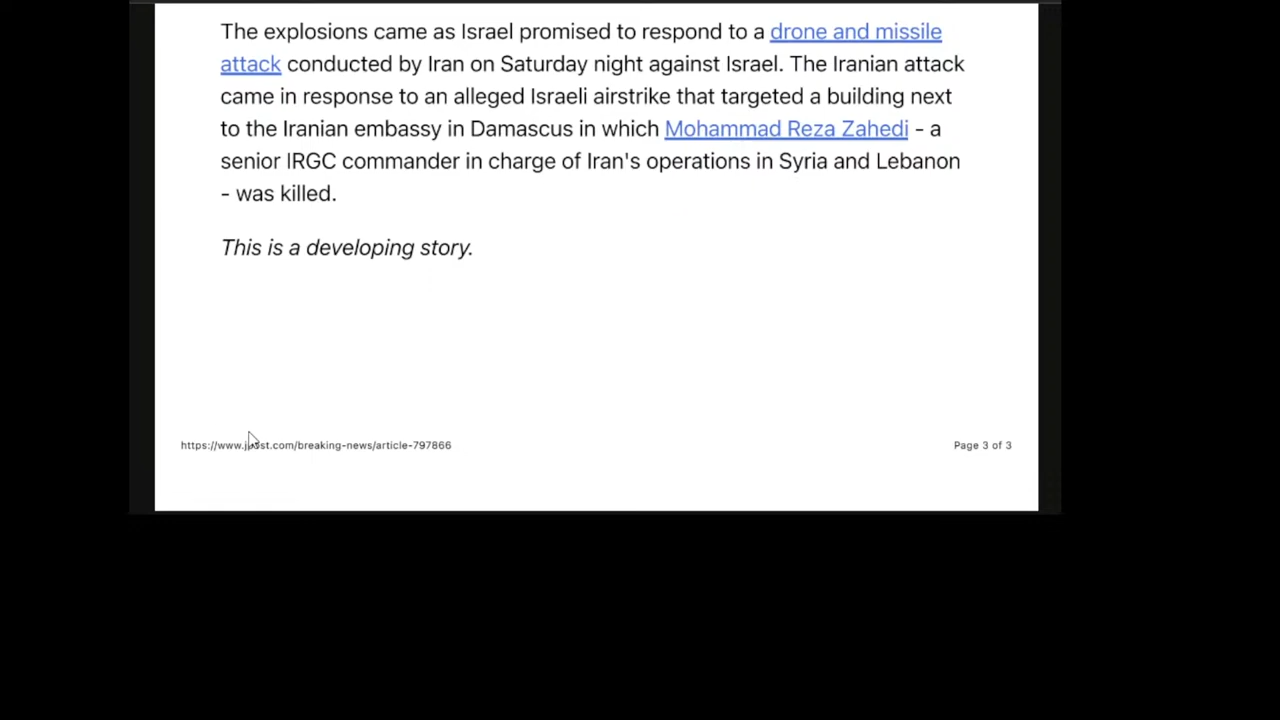 The explosions came as Israel promised to respond to a drone and missile
attack conducted by Iran on Saturday night against Israel. The Iranian attack
came in response to an alleged Israeli airstrike that targeted a building next
to the Iranian embassy in Damascus in which Mohammad Reza Zahedi - a
senior IRGC commander in charge of Iran's operations in Syria and Lebanon
- was killed.
This is a developing story.
https://www.jpost.com/breaking-news/article-797866
Page 3 of 3